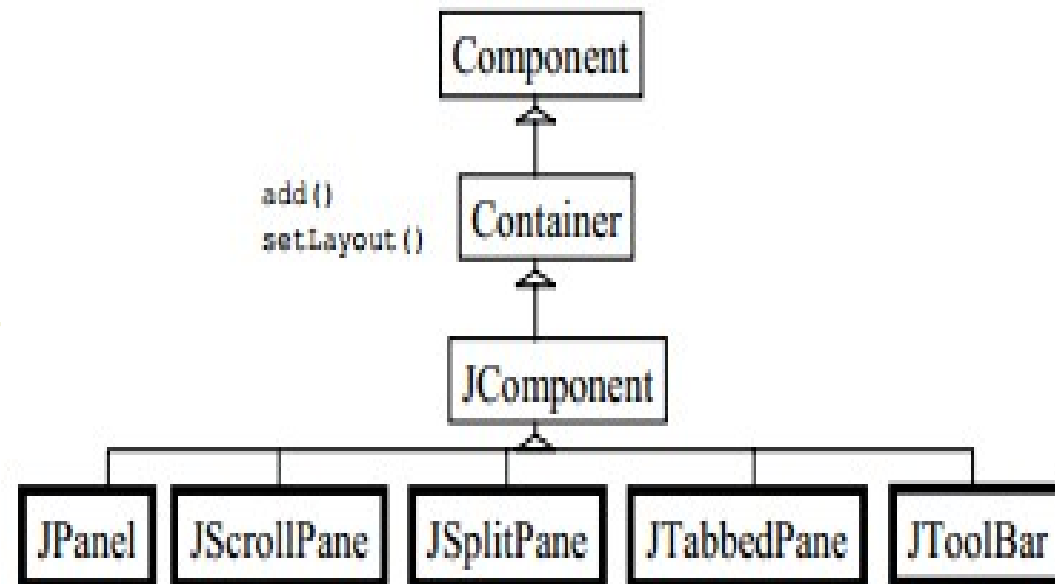 Component
add()
setLayout()
Container
JComponent
JPanel
JScrollPane
JSplitPane
JTabbedPane
JToolBar